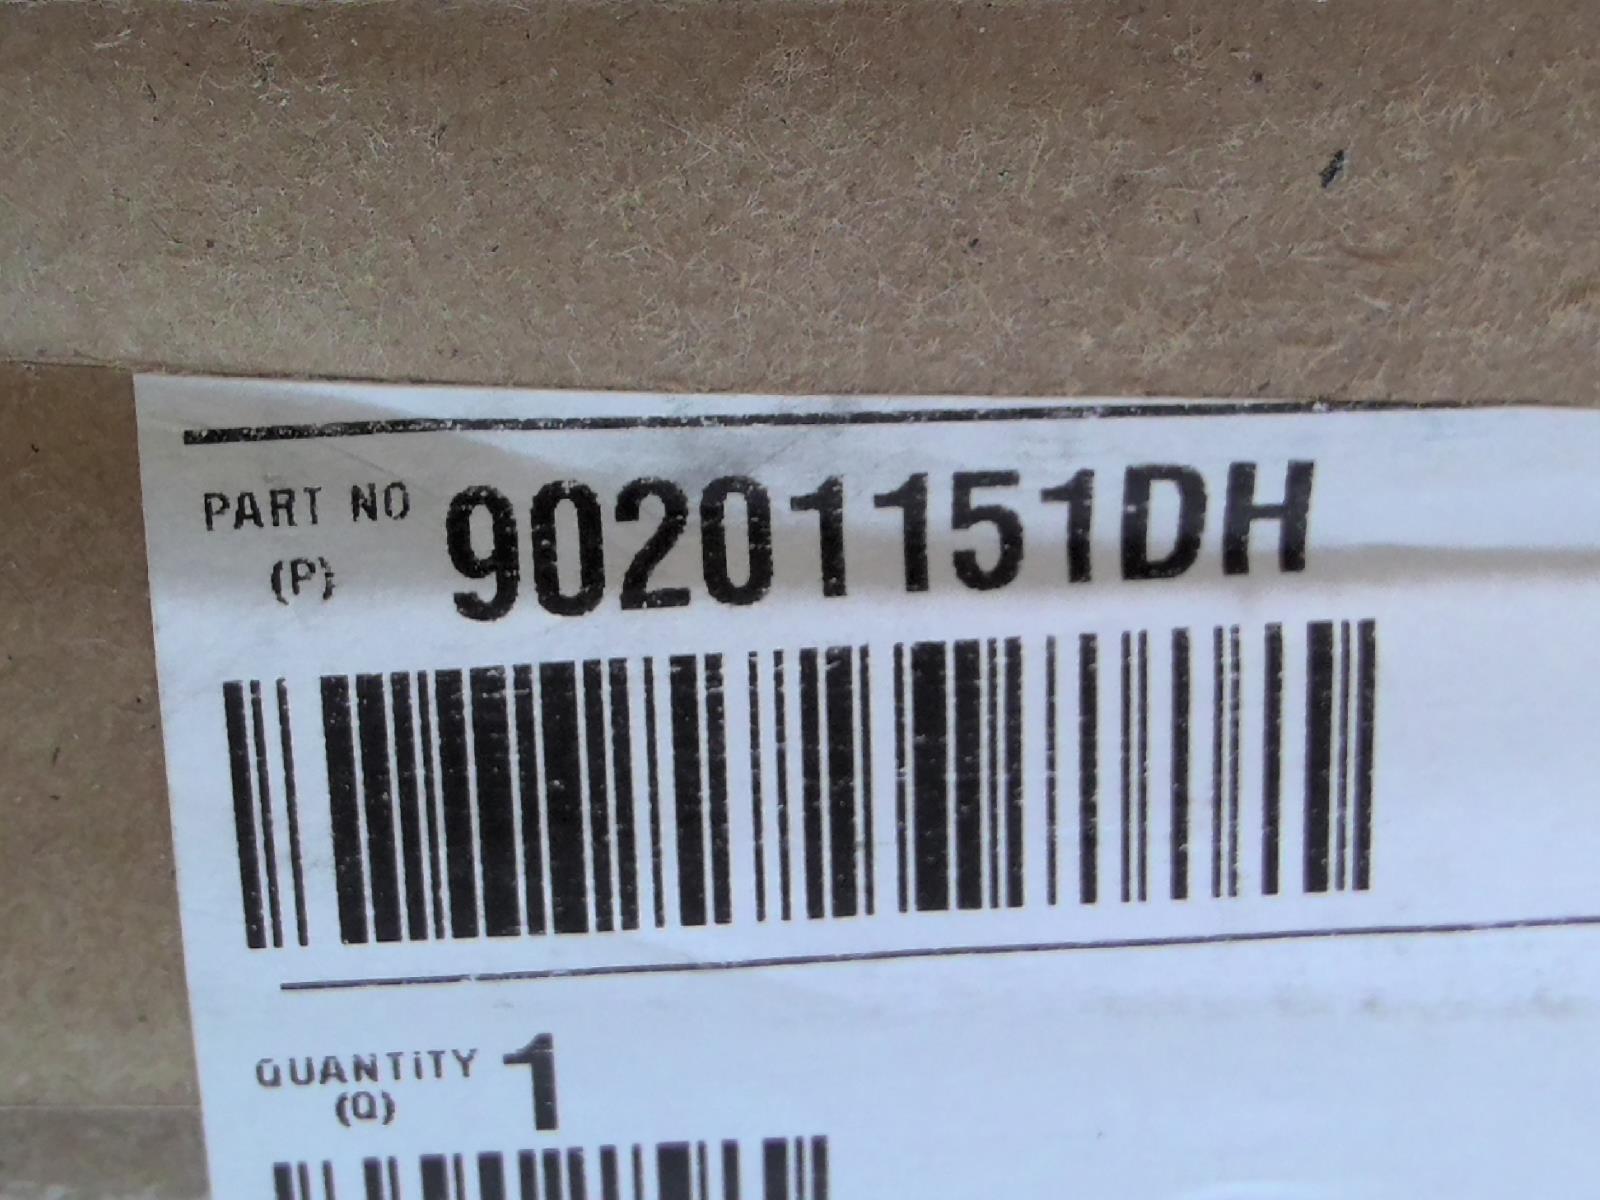 PART NO 90201151DH
(P)
QUANTITY 1
(Q)